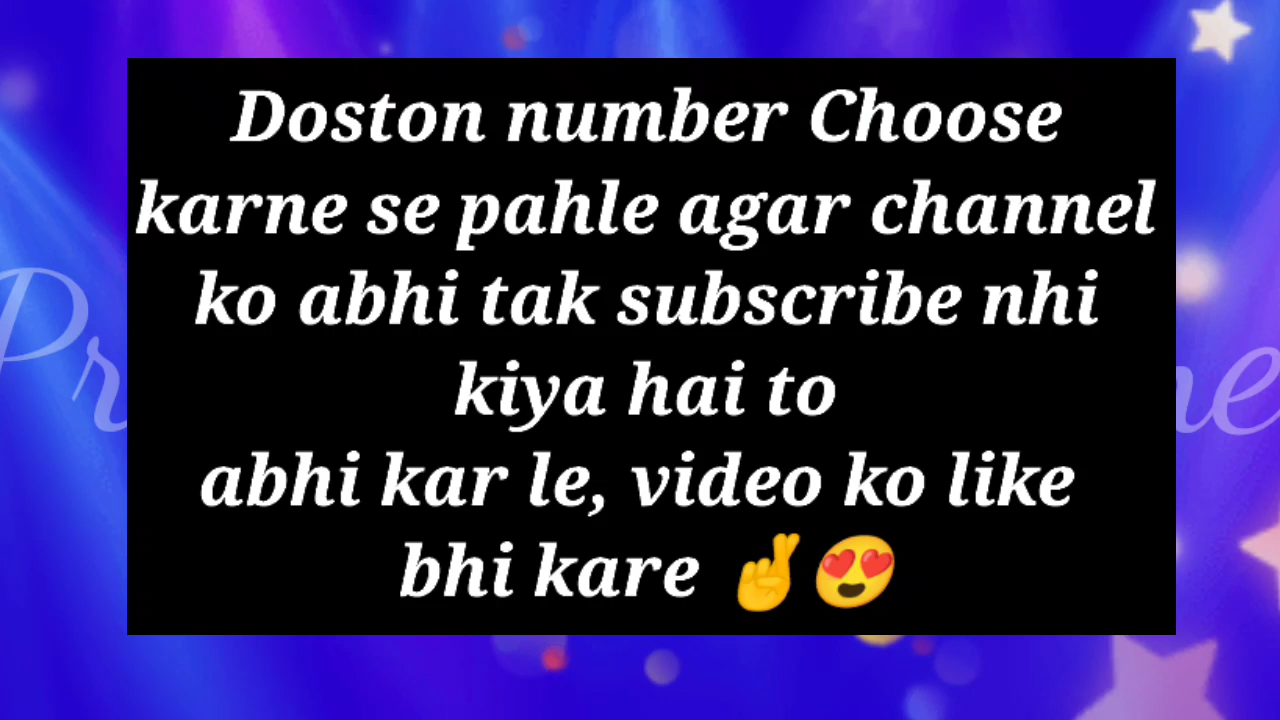 Doston number Choose
karne se pahle agar channel
ko abhi tak subscribe nhi
kiya hai to
abhi kar le, video ko like
bhi kare 🤞😍